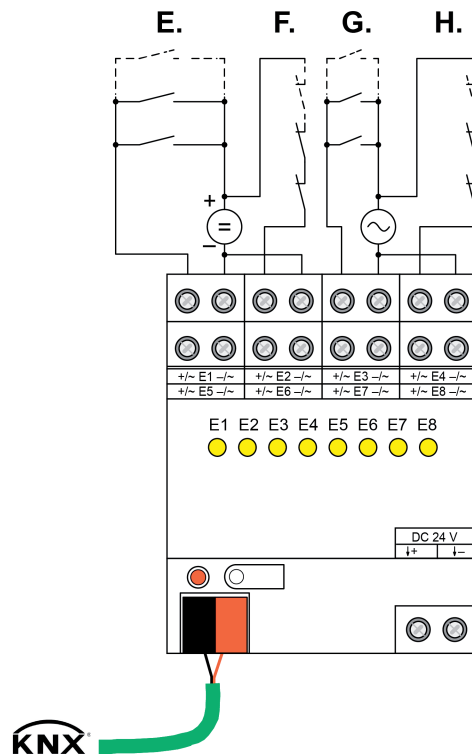 E. F. G. H.
+
=
–
~
+/~ E1 –/~ +/~ E2 –/~ +/~ E3 –/~ +/~ E4 –/~
+/~ E5 –/~ +/~ E6 –/~ +/~ E7 –/~ +/~ E8 –/~
E1 E2 E3 E4 E5 E6 E7 E8
DC 24 V
↓+ ↓–
KNX®